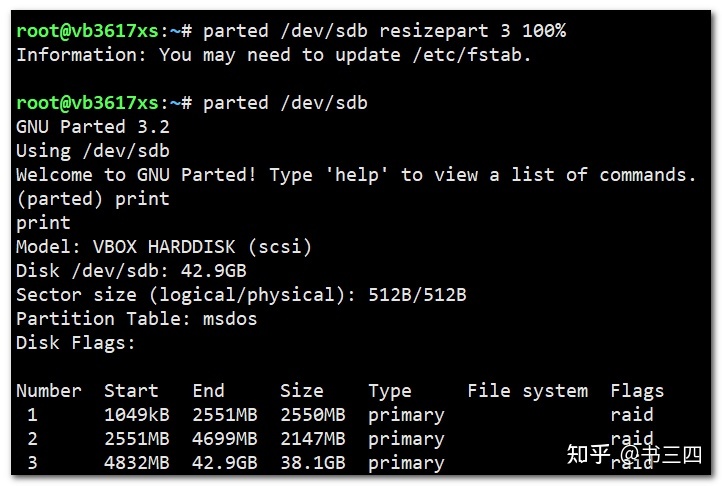 root@vb3617xs:~# parted /dev/sdb resizepart 3 100%
Information: You may need to update /etc/fstab.
root@vb3617xs:~# parted /dev/sdb
GNU Parted 3.2
Using /dev/sdb
Welcome to GNU Parted! Type 'help' to view a list of commands.
(parted) print
print
Model: VBOX HARDDISK (scsi)
Disk /dev/sdb: 42.9GB
Sector size (logical/physical): 512B/512B
Partition Table: msdos
Disk Flags:
Number Start End Size Type File system Flags
1 1049kB 2551MB 2550MB primary raid
2 2551MB 4699MB 2147MB primary raid
3 4832MB 42.9GB 38.1GB primary raid
知乎 @书三四